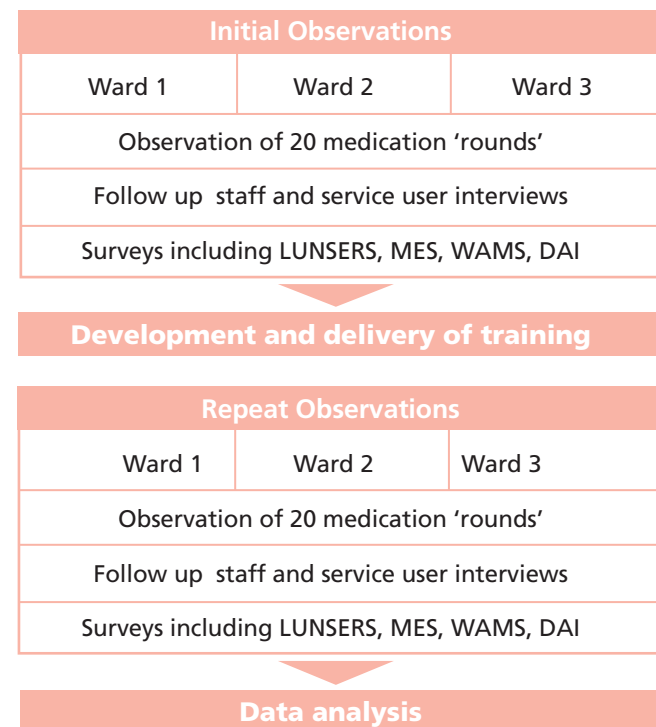 Initial Observations
Ward 1 Ward 2 Ward 3
Observation of 20 medication 'rounds'
Follow up staff and service user interviews
Surveys including LUNSERS, MES, WAMS, DAI
Development and delivery of training
Repeat Observations
Ward 1 Ward 2 Ward 3
Observation of 20 medication 'rounds'
Follow up staff and service user interviews
Surveys including LUNSERS, MES, WAMS, DAI
Data analysis